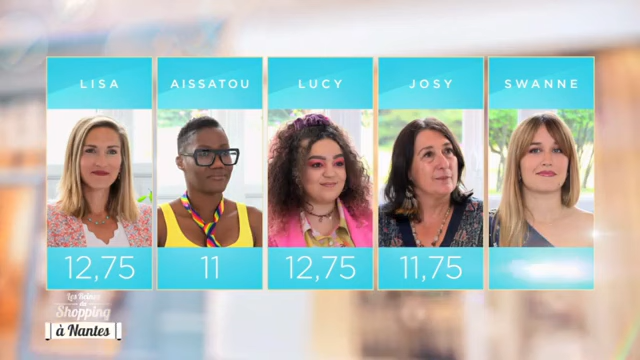 LISA AISSATOU LUCY JOSY SWANNE
12,75 11 12,75 11,75
Les Reines
du
Shopping
à Nantes